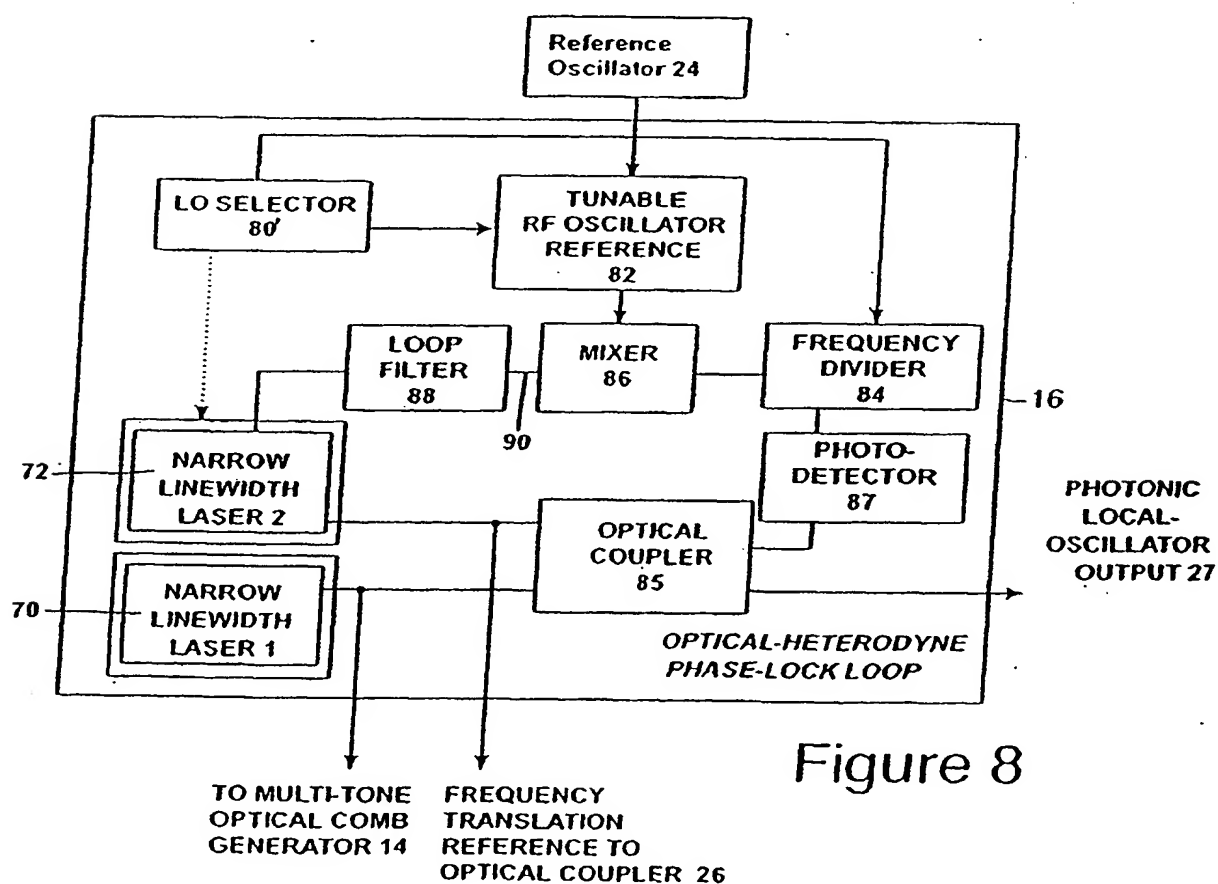 Reference
Oscillator 24
LO SELECTOR
80'
TUNABLE
RF OSCILLATOR
REFERENCE
82
LOOP
FILTER
88
MIXER
86
FREQUENCY
DIVIDER
84
16
90
72
NARROW
LINEWIDTH
LASER 2
PHOTO-
DETECTOR
87
OPTICAL
COUPLER
85
PHOTONIC
LOCAL-
OSCILLATOR
OUTPUT 27
70
NARROW
LINEWIDTH
LASER 1
OPTICAL-HETERODYNE
PHASE-LOCK LOOP
Figure 8
TO MULTI-TONE
OPTICAL COMB
GENERATOR 14
FREQUENCY
TRANSLATION
REFERENCE TO
OPTICAL COUPLER 26